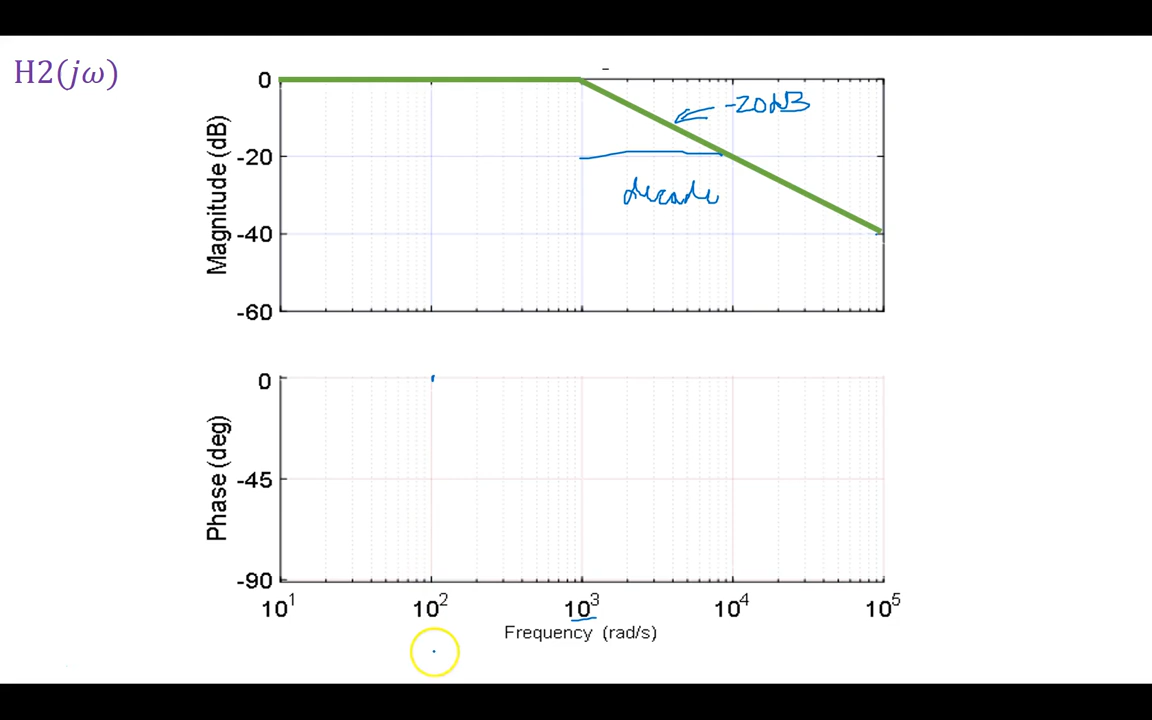 H2(jω)
0
-20
-40
-60
Magnitude (dB)
-20dB
decade
0
-45
-90
Phase (deg)
10¹ 10² 10³ 10⁴ 10⁵
Frequency (rad/s)